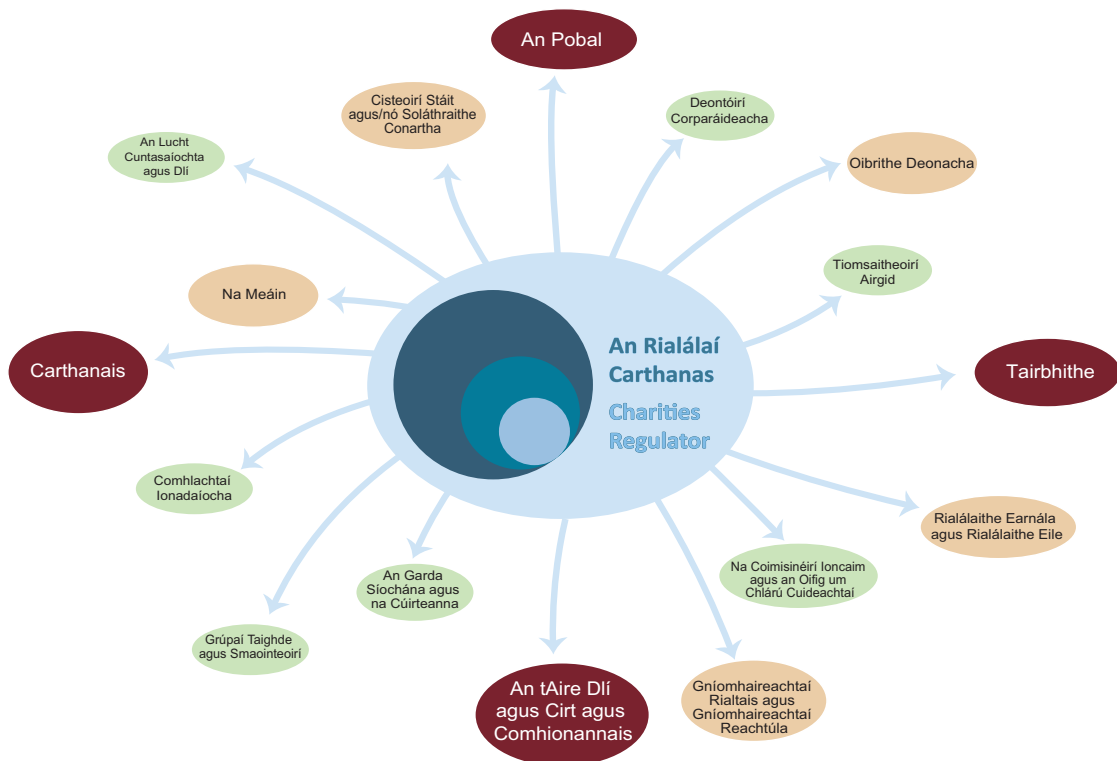 An Pobal
Cisteoirí Stáit
agus/nó Soláthraithe
Conartha
Deontóirí
Corparáideacha
An Lucht
Cuntasaíochta
agus Dlí
Oibrithe Deonacha
Tiomsaitheoirí
Airgid
Na Meáin
An Rialálaí
Carthanas
Charities
Regulator
Carthanais
Tairbhithe
Comhlachtaí
Ionadaíocha
Rialálaithe Earnála
agus Rialálaithe Eile
An Garda
Síochána agus
na Cúirteanna
Na Coimisinéirí Ioncaim
agus an Oifig um
Chlárú Cuideachtaí
Grúpaí Taighde
agus Smaointeoirí
An tAire Dlí
agus Cirt agus
Comhionannais
Gníomhaireachtaí
Rialtais agus
Gníomhaireachtaí
Reachtúla